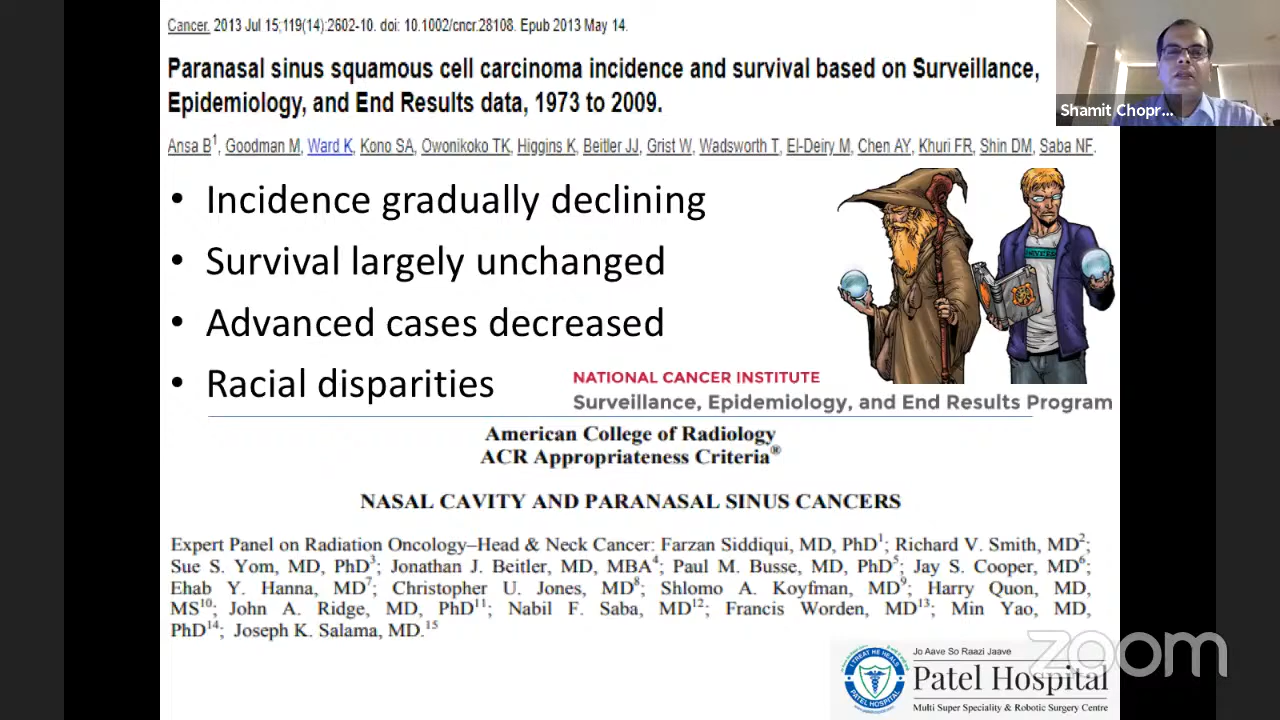 Cancer. 2013 Jul 15;119(14):2602-10. doi: 10.1002/cncr.28108. Epub 2013 May 14.
Paranasal sinus squamous cell carcinoma incidence and survival based on Surveillance,
Epidemiology, and End Results data, 1973 to 2009.
Ansa B1, Goodman M, Ward K, Kono SA, Owonikoko TK, Higgins K, Beitler JJ, Grist W, Wadsworth T, El-Deiry M, Chen AY, Khuri FR, Shin DM, Saba NF.
Shamit Chopr...
• Incidence gradually declining
• Survival largely unchanged
• Advanced cases decreased
• Racial disparities
NATIONAL CANCER INSTITUTE
Surveillance, Epidemiology, and End Results Program
American College of Radiology
ACR Appropriateness Criteria®
NASAL CAVITY AND PARANASAL SINUS CANCERS
Expert Panel on Radiation Oncology–Head & Neck Cancer: Farzan Siddiqui, MD, PhD1; Richard V. Smith, MD2;
Sue S. Yom, MD, PhD3; Jonathan J. Beitler, MD, MBA4; Paul M. Busse, MD, PhD5; Jay S. Cooper, MD6;
Ehab Y. Hanna, MD7; Christopher U. Jones, MD8; Shlomo A. Koyfman, MD9; Harry Quon, MD,
MS10; John A. Ridge, MD, PhD11; Nabil F. Saba, MD12; Francis Worden, MD13; Min Yao, MD,
PhD14; Joseph K. Salama, MD.15
zoom
I TREAT HE HEALS
PATEL HOSPITAL
Jo Aave So Raazi Jaave
Patel Hospital
Multi Super Speciality & Robotic Surgery Centre